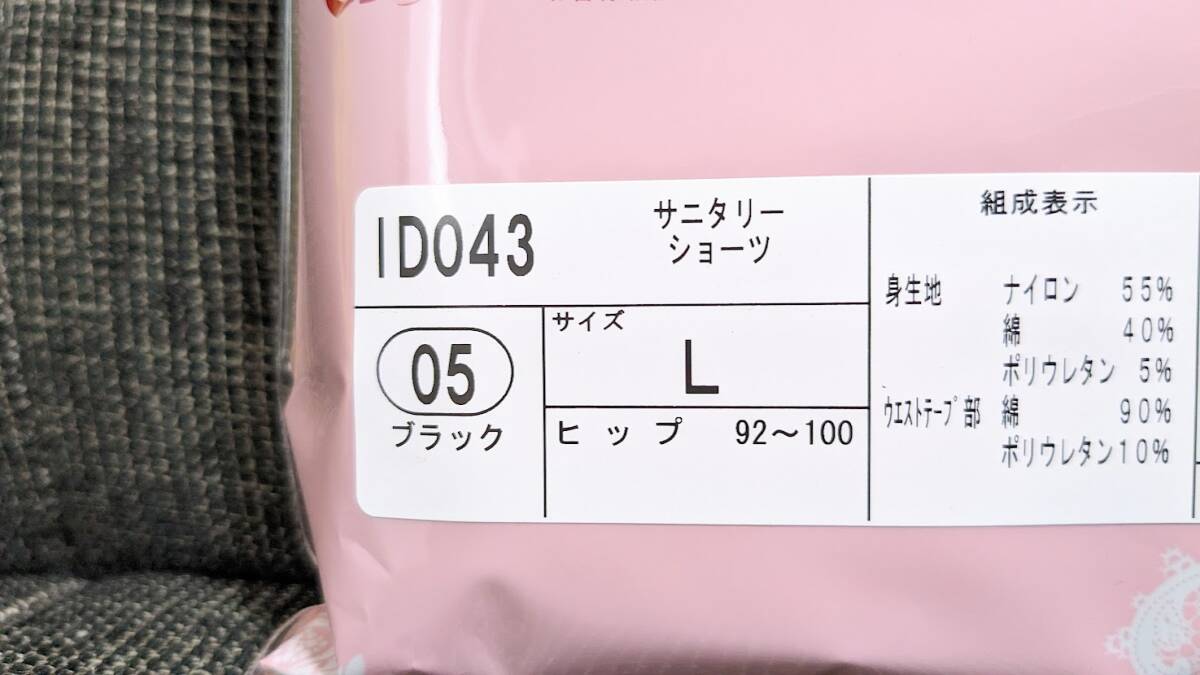 ID043
サニタリー
ショーツ
05
ブラック
サイズ
L
ヒップ 92～100
組成表示
身生地 ナイロン 55%
綿 40%
ポリウレタン 5%
ウエストテープ部 綿 90%
ポリウレタン10%